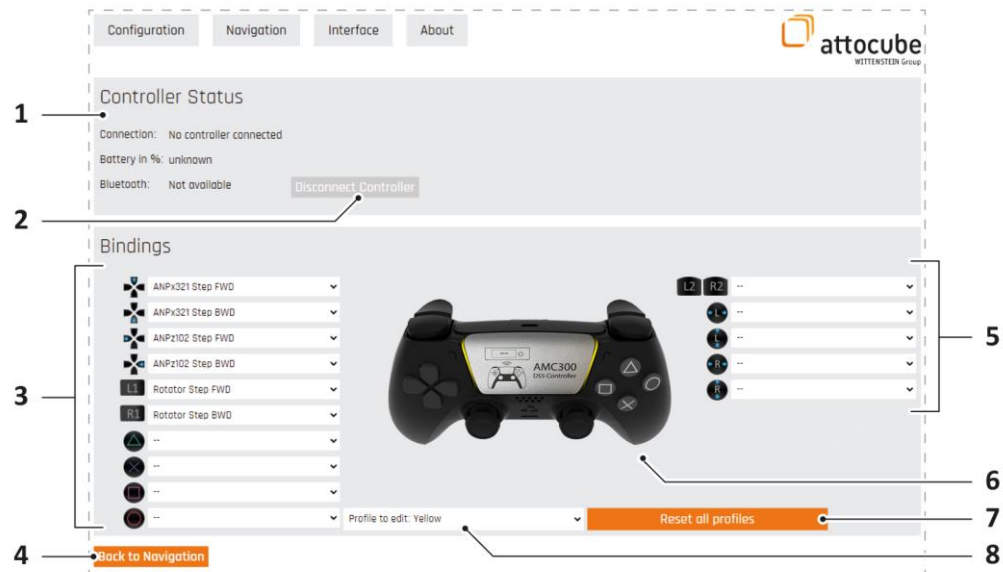 Configuration Navigation Interface About
attocube
WITTENSTEIN Group
1
Controller Status
Connection: No controller connected
Battery in %: unknown
Bluetooth: Not available Disconnect Controller
2
Bindings
ANPx321 Step FWD
ANPx321 Step BWD
ANPz102 Step FWD
ANPz102 Step BWD
L1 Rotator Step FWD
R1 Rotator Step BWD
--
--
--
--
3
AMC300
DS5 Controller
L2 R2 --
L --
L --
R --
R --
5
6
Profile to edit: Yellow Reset all profiles
7
4
Back to Navigation
8